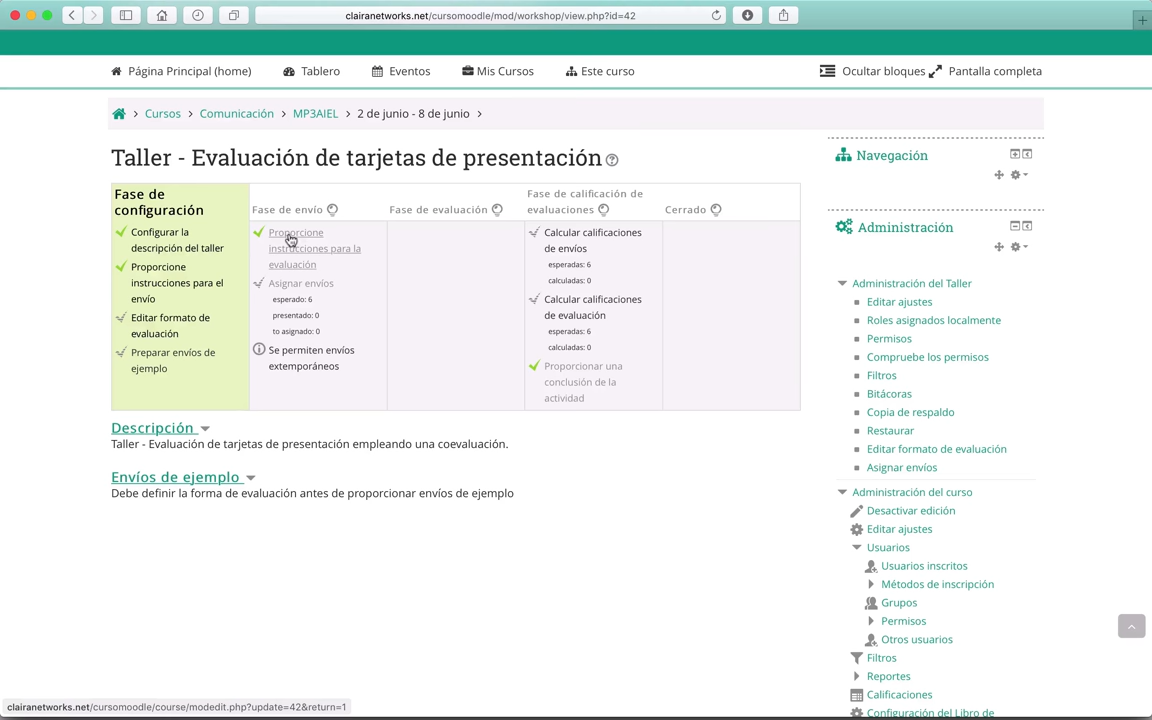 clairanetworks.net/cursomoodle/mod/workshop/view.php?id=42
Página Principal (home) Tablero Eventos Mis Cursos Este curso Ocultar bloques Pantalla completa
Cursos > Comunicación > MP3AIEL > 2 de junio - 8 de junio >
Taller - Evaluación de tarjetas de presentación
Fase de
configuración
Configurar la
descripción del taller
Proporcione
instrucciones para el
envío
Editar formato de
evaluación
Preparar envíos de
ejemplo
Fase de envío
Proporcione
instrucciones para la
evaluación
Asignar envíos
esperado: 6
presentado: 0
to asignado: 0
Se permiten envíos
extemporáneos
Fase de evaluación
Fase de calificación de
evaluaciones
Calcular calificaciones
de envíos
esperadas: 6
calculadas: 0
Calcular calificaciones
de evaluación
esperadas: 6
calculadas: 0
Proporcionar una
conclusión de la
actividad
Cerrado
Descripción
Taller - Evaluación de tarjetas de presentación empleando una coevaluación.
Envíos de ejemplo
Debe definir la forma de evaluación antes de proporcionar envíos de ejemplo
Navegación
Administración
Administración del Taller
Editar ajustes
Roles asignados localmente
Permisos
Compruebe los permisos
Filtros
Bitácoras
Copia de respaldo
Restaurar
Editar formato de evaluación
Asignar envíos
Administración del curso
Desactivar edición
Editar ajustes
Usuarios
Usuarios inscritos
Métodos de inscripción
Grupos
Permisos
Otros usuarios
Filtros
Reportes
Calificaciones
Configuración del Libro de
clairanetworks.net/cursomoodle/course/modedit.php?update=42&return=1